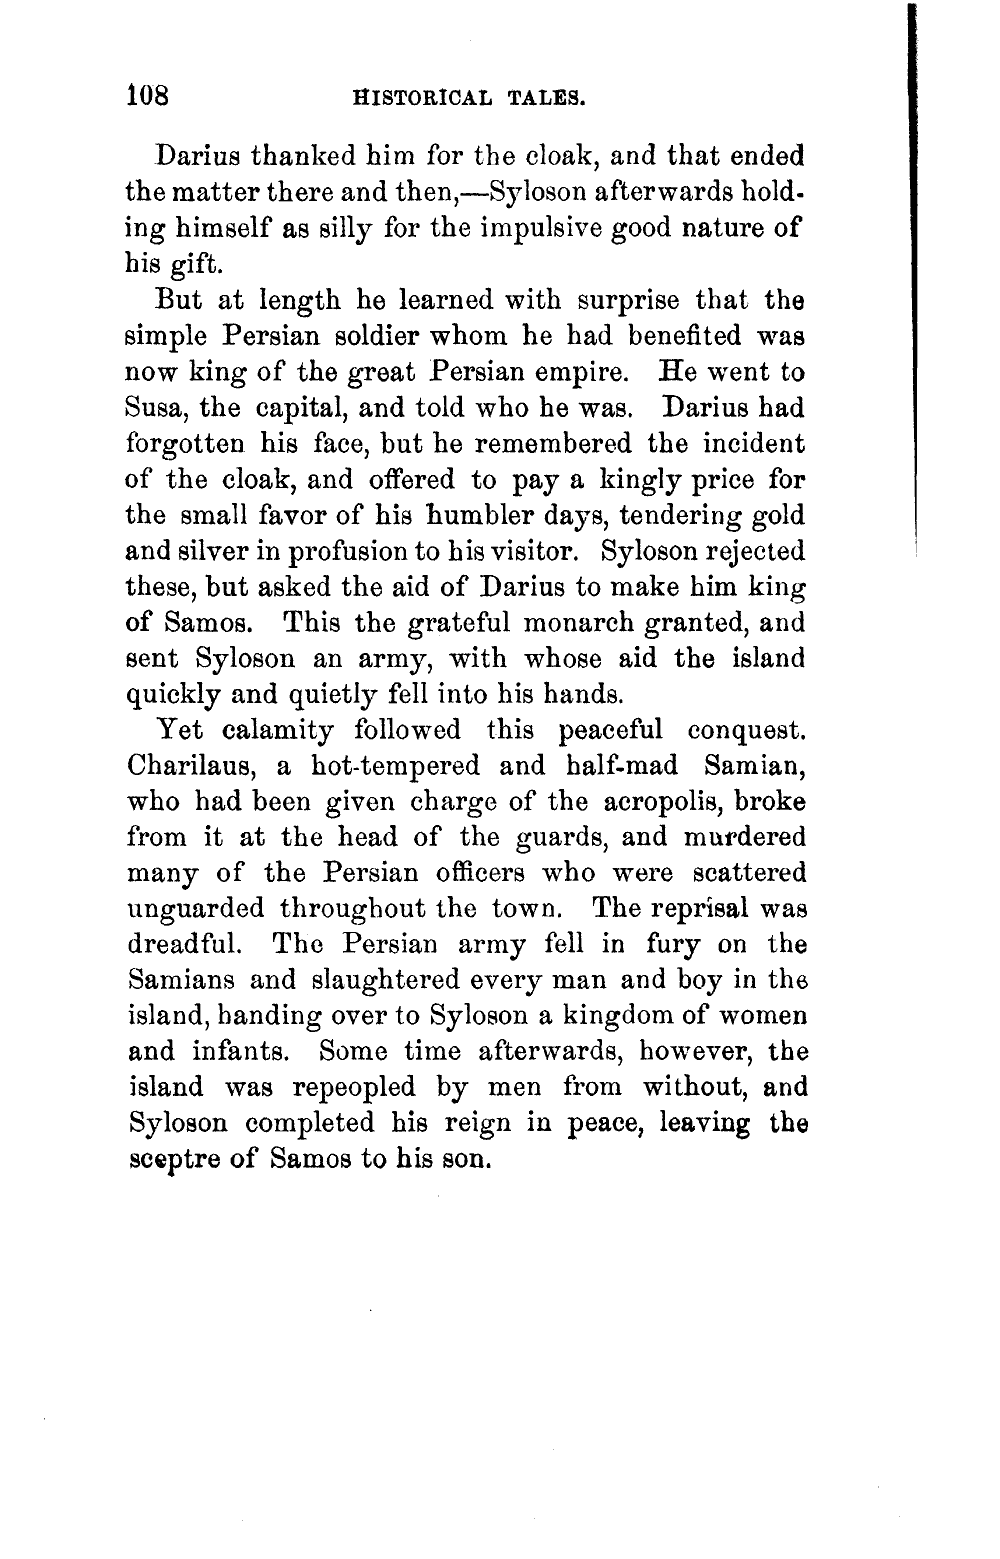 108 HISTORICAL TALES.
Darius thanked him for the cloak, and that ended
the matter there and then,—Syloson afterwards hold-
ing himself as silly for the impulsive good nature of
his gift.
But at length he learned with surprise that the
simple Persian soldier whom he had benefited was
now king of the great Persian empire. He went to
Susa, the capital, and told who he was. Darius had
forgotten his face, but he remembered the incident
of the cloak, and offered to pay a kingly price for
the small favor of his humbler days, tendering gold
and silver in profusion to his visitor. Syloson rejected
these, but asked the aid of Darius to make him king
of Samos. This the grateful monarch granted, and
sent Syloson an army, with whose aid the island
quickly and quietly fell into his hands.
Yet calamity followed this peaceful conquest.
Charilaus, a hot-tempered and half-mad Samian,
who had been given charge of the acropolis, broke
from it at the head of the guards, and murdered
many of the Persian officers who were scattered
unguarded throughout the town. The reprisal was
dreadful. The Persian army fell in fury on the
Samians and slaughtered every man and boy in the
island, handing over to Syloson a kingdom of women
and infants. Some time afterwards, however, the
island was repeopled by men from without, and
Syloson completed his reign in peace, leaving the
sceptre of Samos to his son.